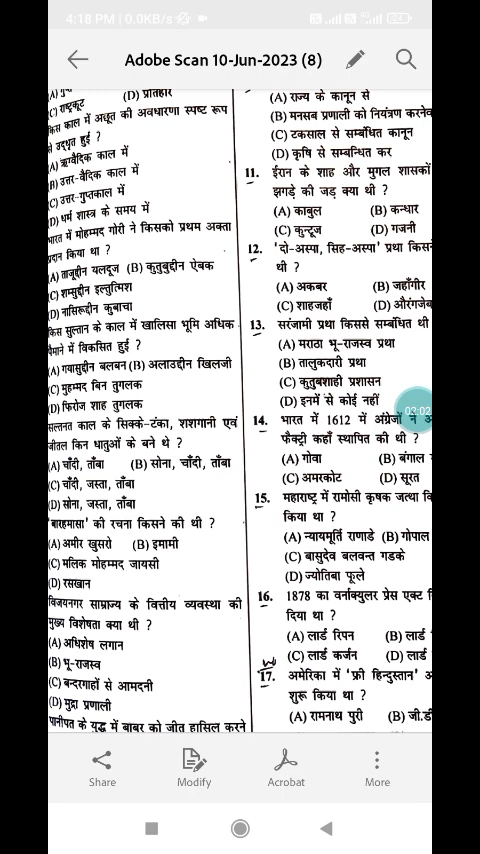 4:18 PM | 0.0KB/s
Adobe Scan 10-Jun-2023 (8)
(D) प्रतिहार
(C) राष्ट्रकूट
किस काल में अछूत की अवधारणा स्पष्ट रूप
से उद्घृत हुई ?
(A) ऋग्वैदिक काल में
(B) उत्तर-वैदिक काल में
(C) उत्तर-गुप्तकाल में
(D) धर्म शास्त्र के समय में
भारत में मोहम्मद गोरी ने किसको प्रथम अक्ता
प्रदान किया था ?
(A) ताजूद्दीन यलदूज (B) कुतुबुद्दीन ऐबक
(C) शम्सुद्दीन इल्तुत्मिश
(D) नासिरूद्दीन कुबाचा
किस सुल्तान के काल में खालिसा भूमि अधिक
पैमाने में विकसित हुई ?
(A) गयासुद्दीन बलबन (B) अलाउद्दीन खिलजी
(C) मुहम्मद बिन तुगलक
(D) फिरोज शाह तुगलक
सल्तनत काल के सिक्के-टंका, शशगानी एवं
जीतल किन धातुओं के बने थे ?
(A) चाँदी, ताँबा (B) सोना, चाँदी, ताँबा
(C) चाँदी, जस्ता, ताँबा
(D) सोना, जस्ता, ताँबा
'बारहमासा' की रचना किसने की थी ?
(A) अमीर खुसरो (B) इमामी
(C) मलिक मोहम्मद जायसी
(D) रसखान
विजयनगर साम्राज्य के वित्तीय व्यवस्था की
मुख्य विशेषता क्या थी ?
(A) अधिशेष लगान
(B) भू-राजस्व
(C) बन्दरगाहों से आमदनी
(D) मुद्रा प्रणाली
पानीपत के युद्ध में बाबर को जीत हासिल करने
(A) राज्य के कानून से
(B) मनसब प्रणाली को नियंत्रण करनेव
(C) टकसाल से सम्बंधित कानून
(D) कृषि से सम्बन्धित कर
11. ईरान के शाह और मुगल शासकों
झगड़े की जड़ क्या थी ?
(A) काबुल (B) कन्धार
(C) कुन्दूज (D) गजनी
12. 'दो-अस्पा, सिह-अस्पा' प्रथा किसन
थी ?
(A) अकबर (B) जहाँगीर
(C) शाहजहाँ (D) औरंगजेब
13. सरंजामी प्रथा किससे सम्बंधित थी
(A) मराठा भू-राजस्व प्रथा
(B) तालुकदारी प्रथा
(C) कुतुबशाही प्रशासन
(D) इनमें से कोई नहीं
03:02
14. भारत में 1612 में अंग्रेजों ने अ
फैक्ट्री कहाँ स्थापित की थी ?
(A) गोवा (B) बंगाल
(C) अमरकोट (D) सूरत
15. महाराष्ट्र में रामोसी कृषक जत्था कि
किया था ?
(A) न्यायमूर्ति राणाडे (B) गोपाल
(C) बासुदेव बलवन्त गडके
(D) ज्योतिबा फूले
16. 1878 का वर्नाक्युलर प्रेस एक्ट
दिया था ?
(A) लार्ड रिपन (B) लार्ड
(C) लार्ड कर्जन (D) लार्ड
17. अमेरिका में 'फ्री हिन्दुस्तान' अ
शुरू किया था ?
(A) रामनाथ पुरी (B) जी.डी
Share Modify Acrobat More